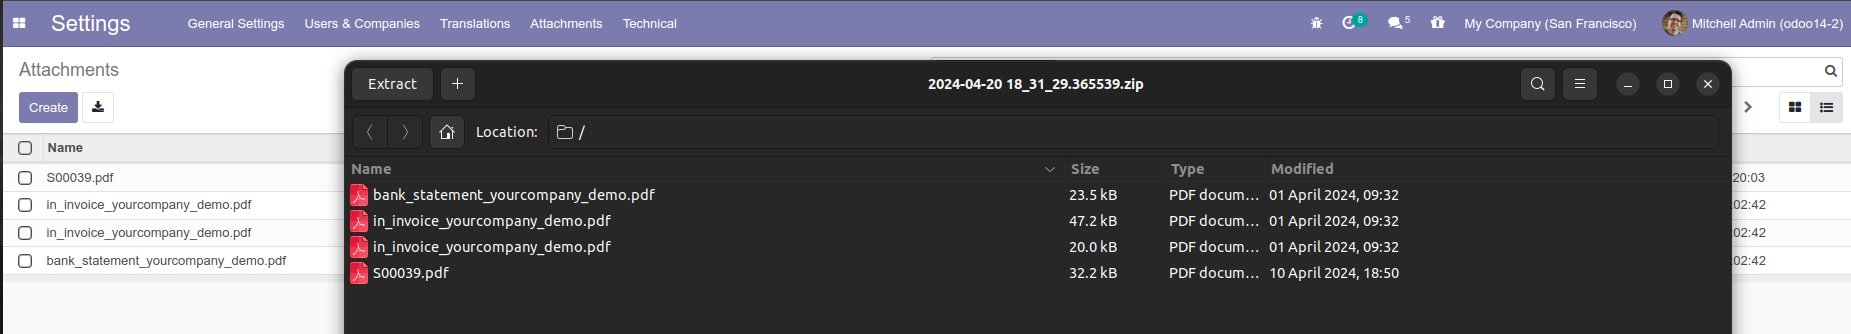 Settings General Settings Users & Companies Translations Attachments Technical 8 5 My Company (San Francisco) Mitchell Admin (odoo14-2)
Attachments
Extract + 2024-04-20 18_31_29.365539.zip
Create
Location: /
Name
Name Size Type Modified
S00039.pdf
20:03
bank_statement_yourcompany_demo.pdf 23.5 kB PDF docum... 01 April 2024, 09:32
in_invoice_yourcompany_demo.pdf
:02:42
in_invoice_yourcompany_demo.pdf 47.2 kB PDF docum... 01 April 2024, 09:32
in_invoice_yourcompany_demo.pdf
:02:42
in_invoice_yourcompany_demo.pdf 20.0 kB PDF docum... 01 April 2024, 09:32
bank_statement_yourcompany_demo.pdf
:02:42
S00039.pdf 32.2 kB PDF docum... 10 April 2024, 18:50